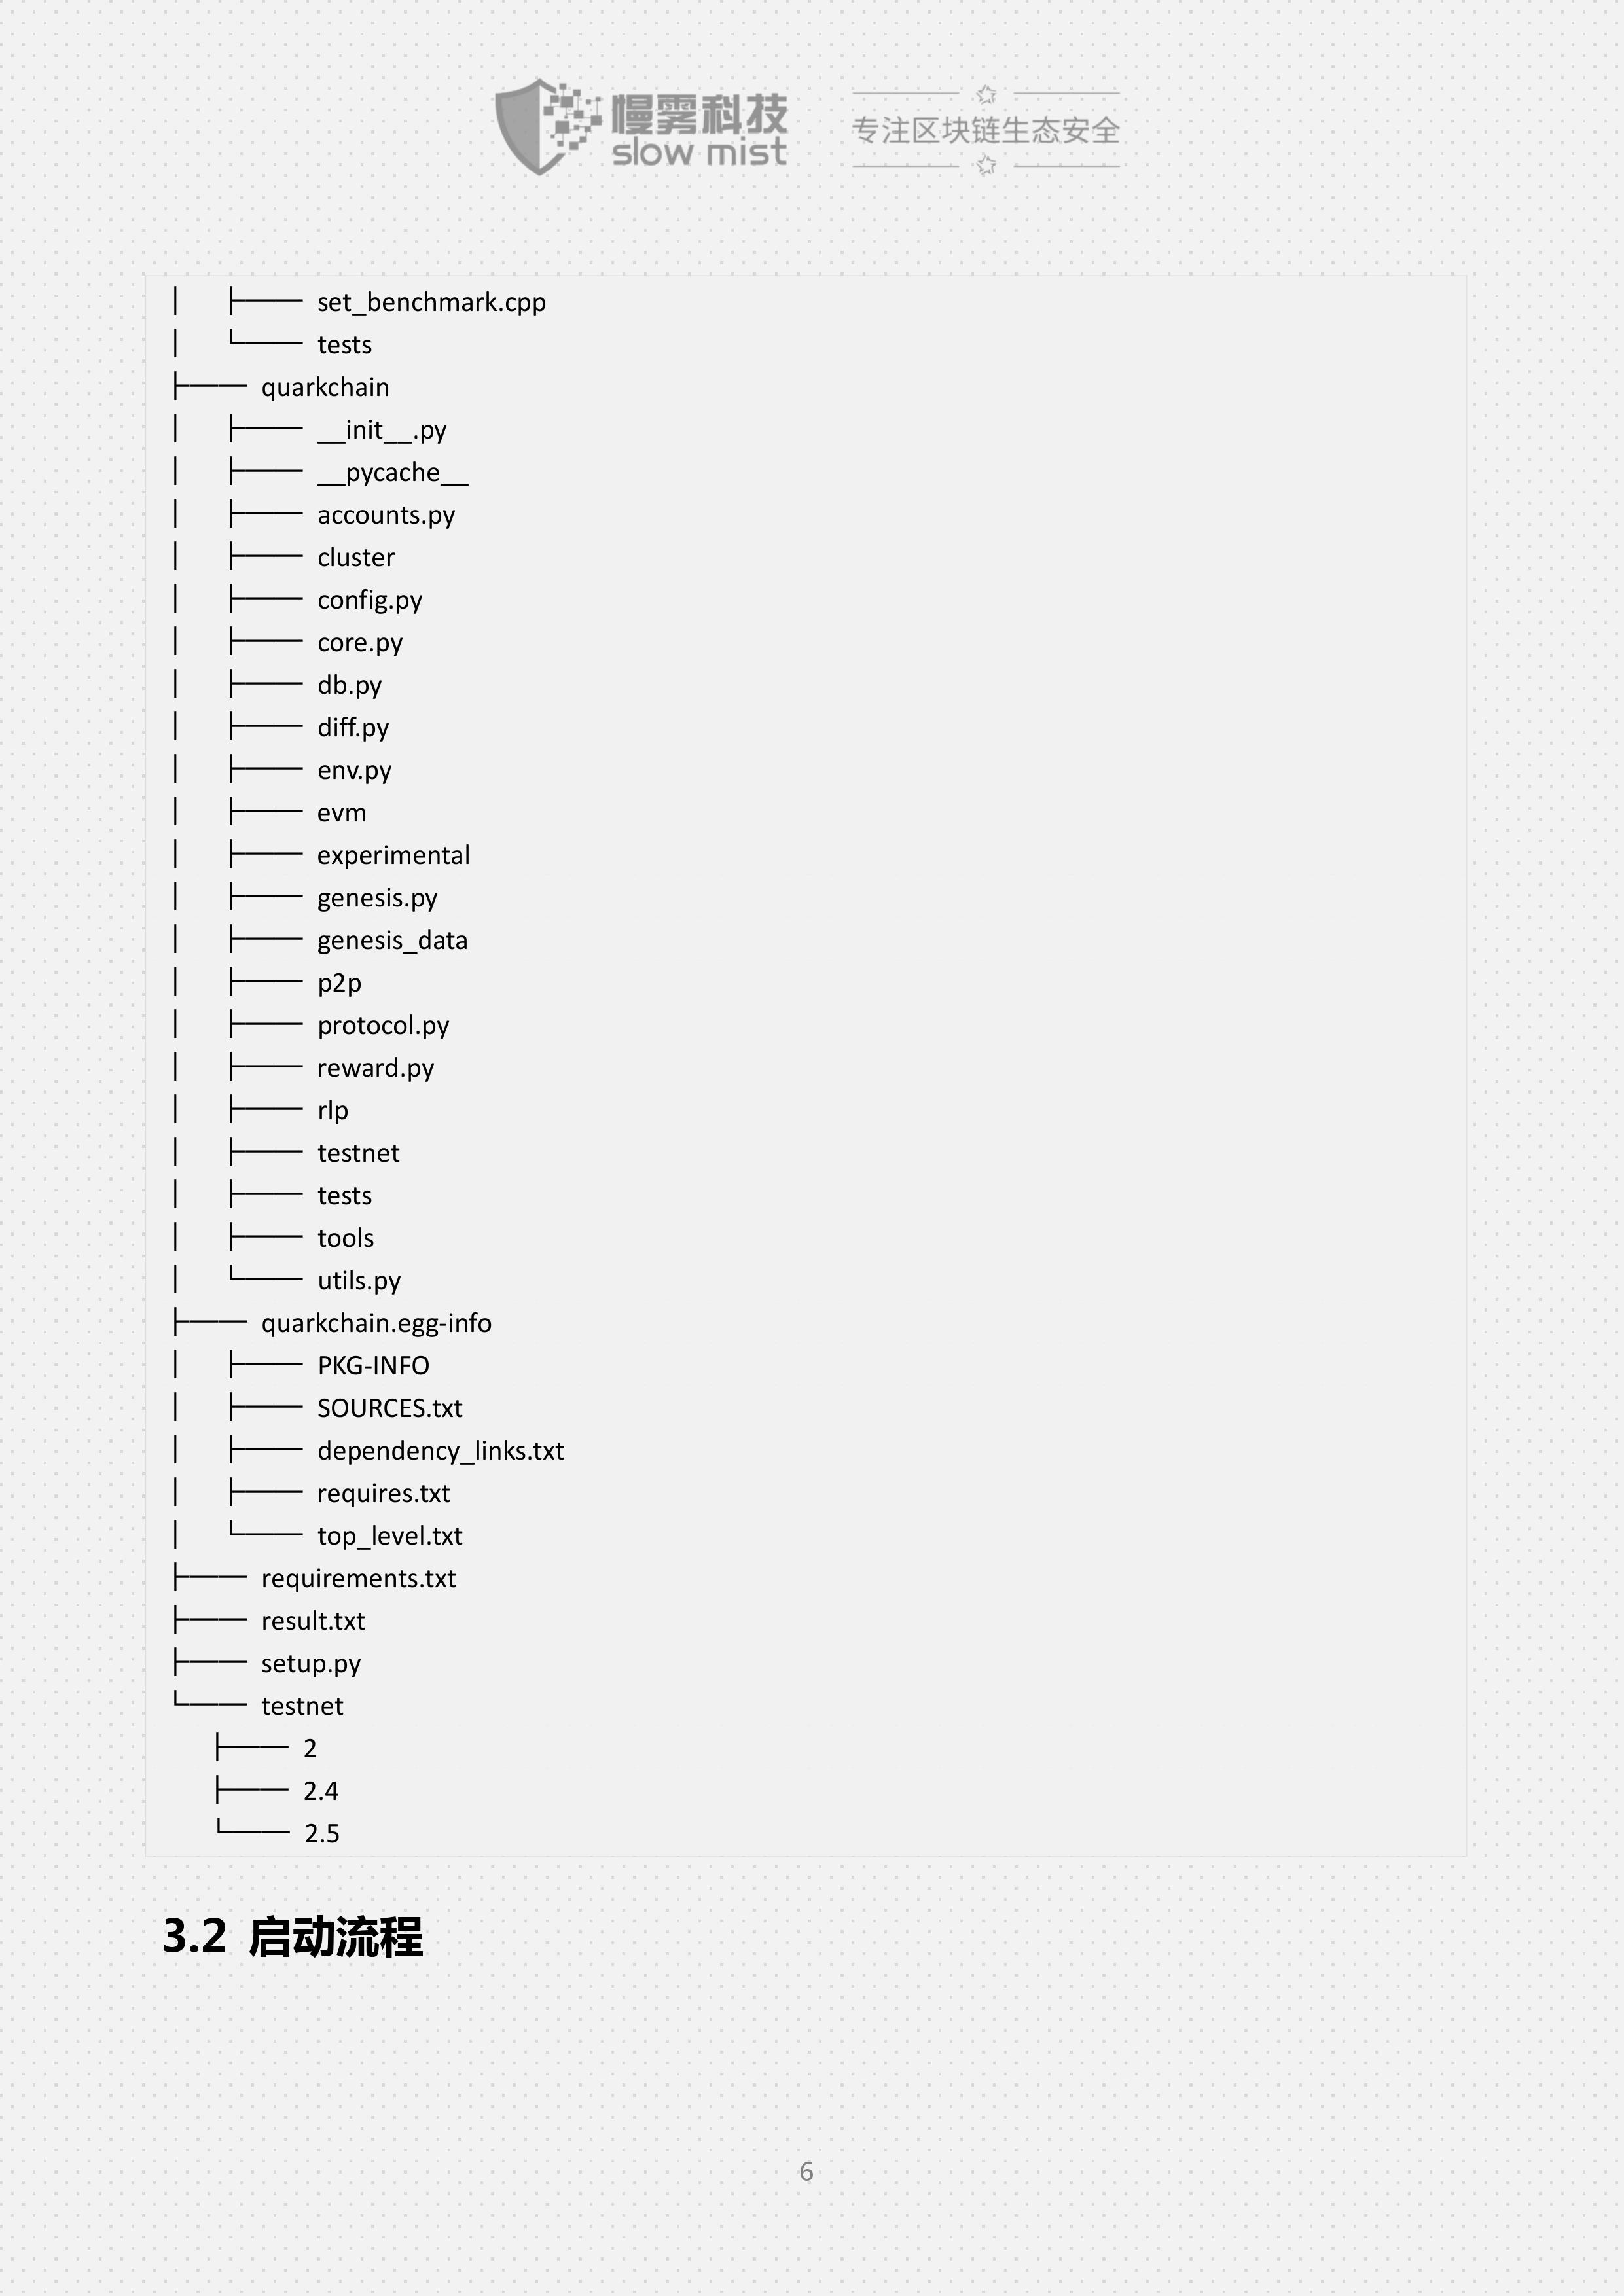 慢雾科技
slow mist
专注区块链生态安全
│   ├── set_benchmark.cpp
│   └── tests
├── quarkchain
│   ├── __init__.py
│   ├── __pycache__
│   ├── accounts.py
│   ├── cluster
│   ├── config.py
│   ├── core.py
│   ├── db.py
│   ├── diff.py
│   ├── env.py
│   ├── evm
│   ├── experimental
│   ├── genesis.py
│   ├── genesis_data
│   ├── p2p
│   ├── protocol.py
│   ├── reward.py
│   ├── rlp
│   ├── testnet
│   ├── tests
│   ├── tools
│   └── utils.py
├── quarkchain.egg-info
│   ├── PKG-INFO
│   ├── SOURCES.txt
│   ├── dependency_links.txt
│   ├── requires.txt
│   └── top_level.txt
├── requirements.txt
├── result.txt
├── setup.py
└── testnet
    ├── 2
    ├── 2.4
    └── 2.5
3.2 启动流程
6